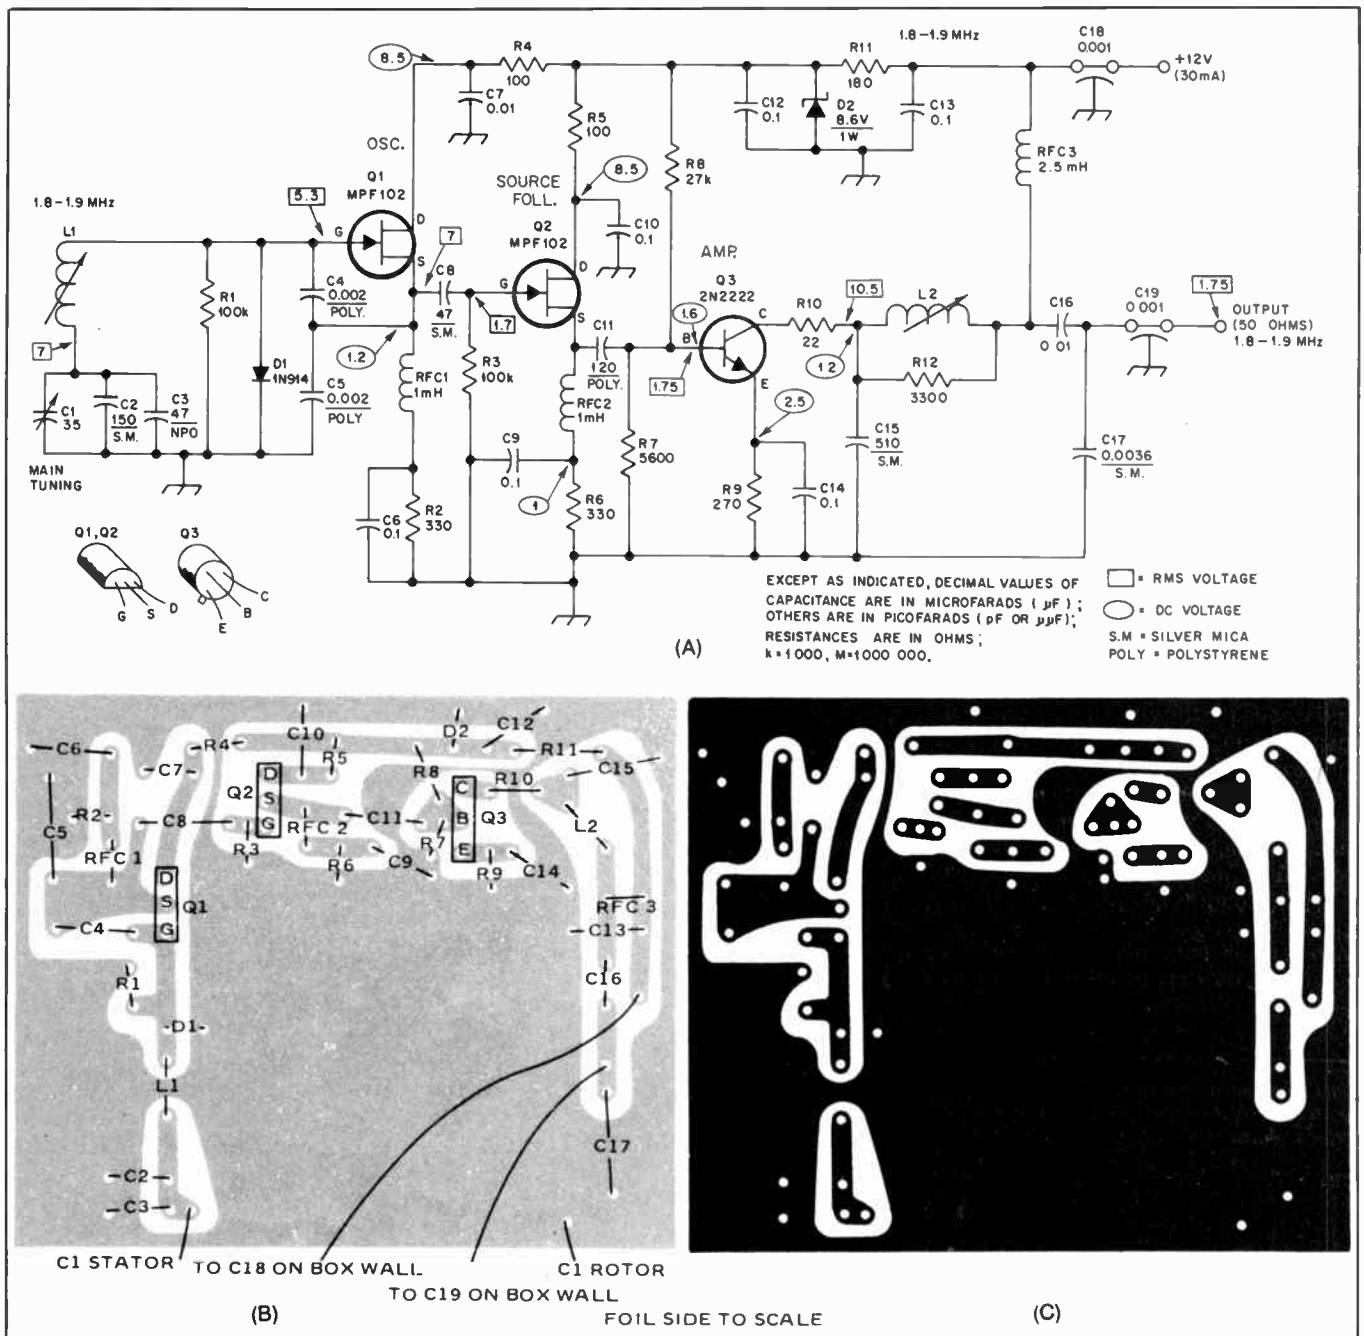 1.8-1.9 MHz
C18
0.001
+12V
(30mA)
R4
100
8.5
C7
0.01
R5
100
R8
27k
C12
0.1
D2
8.6V
1W
R11
180
C13
0.1
RFC3
2.5mH
OSC.
Q1
MPF102
SOURCE
FOLL.
8.5
Q2
MPF102
C10
0.1
AMP.
Q3
2N2222
1.8-1.9 MHz
L1
5.3
G
D
S
7
C8
47
S.M.
G
D
S
1.7
C11
120
POLY.
1.6
B
C
E
1.75
R10
22
10.5
12
L2
R12
3300
C16
0.01
C19
0.001
1.75
OUTPUT
(50 OHMS)
1.8-1.9 MHz
7
C1
35
MAIN
TUNING
C2
150
S.M.
C3
47
NPO
R1
100k
D1
1N914
C4
0.002
POLY.
C5
0.002
POLY
1.2
RFC1
1mH
R3
100k
RFC2
1mH
R7
5600
C9
0.1
1
R6
330
C6
0.1
R2
330
2.5
R9
270
C14
0.1
C15
510
S.M.
C17
0.0036
S.M.
Q1,Q2
G
S
D
Q3
C
B
E
EXCEPT AS INDICATED, DECIMAL VALUES OF
CAPACITANCE ARE IN MICROFARADS ( µF ) ;
OTHERS ARE IN PICOFARADS ( pF OR µµF);
RESISTANCES ARE IN OHMS ;
k=1000, M=1000 000.
= RMS VOLTAGE
= DC VOLTAGE
S.M = SILVER MICA
POLY = POLYSTYRENE
(A)
C6
C7
R4
C10
R5
D2
C12
R11
C15
R8
R10
Q2
D
S
G
C
B
E
Q3
C5
R2
C8
RFC 2
C11
R7
L2
RFC 1
R3
R6
C9
R9
C14
D
S
G
Q1
C4
RFC 3
C13
R1
C16
D1
L1
C17
C2
C3
C1 STATOR
TO C18 ON BOX WALL
C1 ROTOR
TO C19 ON BOX WALL
(B)
FOIL SIDE TO SCALE
(C)